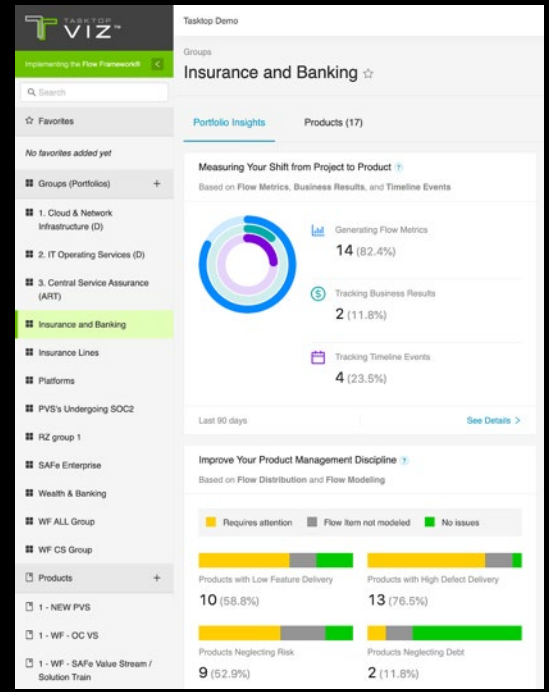 TASKTOP
VIZ™
Implementing the Flow Framework®
Search
Favorites
No favorites added yet
Groups (Portfolios) +
1. Cloud & Network
Infrastructure (D)
2. IT Operating Services (D)
3. Central Service Assurance
(ART)
Insurance and Banking
Insurance Lines
Platforms
PVS's Undergoing SOC2
RZ group 1
SAFe Enterprise
Wealth & Banking
WF ALL Group
WF CS Group
Products +
1 - NEW PVS
1 - WF - OC VS
1 - WF - SAFe Value Stream /
Solution Train
Tasktop Demo
Groups
Insurance and Banking
Portfolio Insights
Products (17)
Measuring Your Shift from Project to Product ?
Based on Flow Metrics, Business Results, and Timeline Events
Generating Flow Metrics
14 (82.4%)
Tracking Business Results
2 (11.8%)
Tracking Timeline Events
4 (23.5%)
Last 90 days
See Details >
Improve Your Product Management Discipline ?
Based on Flow Distribution and Flow Modeling
Requires attention
Flow Item not modeled
No issues
Products with Low Feature Delivery
10 (58.8%)
Products with High Defect Delivery
13 (76.5%)
Products Neglecting Risk
9 (52.9%)
Products Neglecting Debt
2 (11.8%)